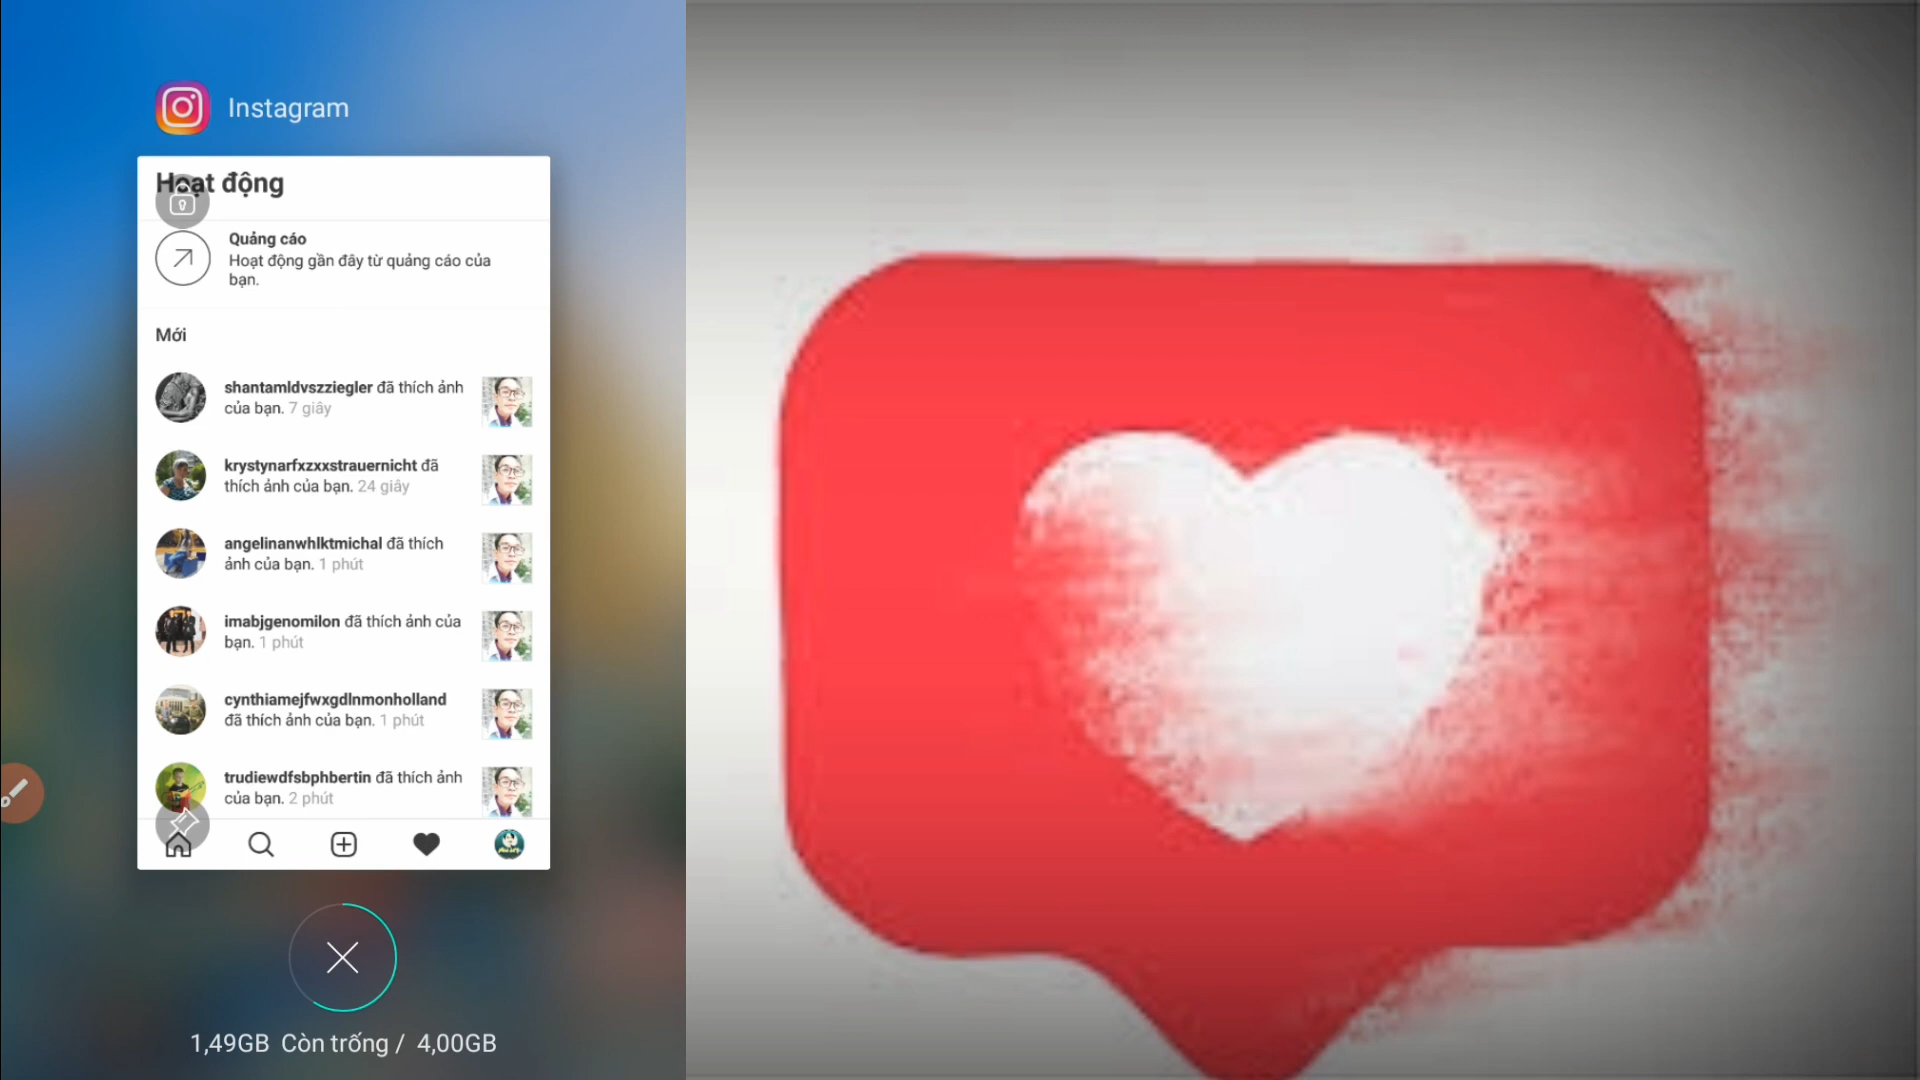 Instagram
Hoạt động
Quảng cáo
Hoạt động gần đây từ quảng cáo của
bạn.
Mới
shantamldvszziegler đã thích ảnh
của bạn. 7 giây
krystynarfxzxxstrauernicht đã
thích ảnh của bạn. 24 giây
angelinanwhlktmichal đã thích
ảnh của bạn. 1 phút
imabjgenomilon đã thích ảnh của
bạn. 1 phút
cynthiamejfwxgdlnmonholland
đã thích ảnh của bạn. 1 phút
trudiewdfsbphbertin đã thích ảnh
của bạn. 2 phút
1,49GB Còn trống / 4,00GB